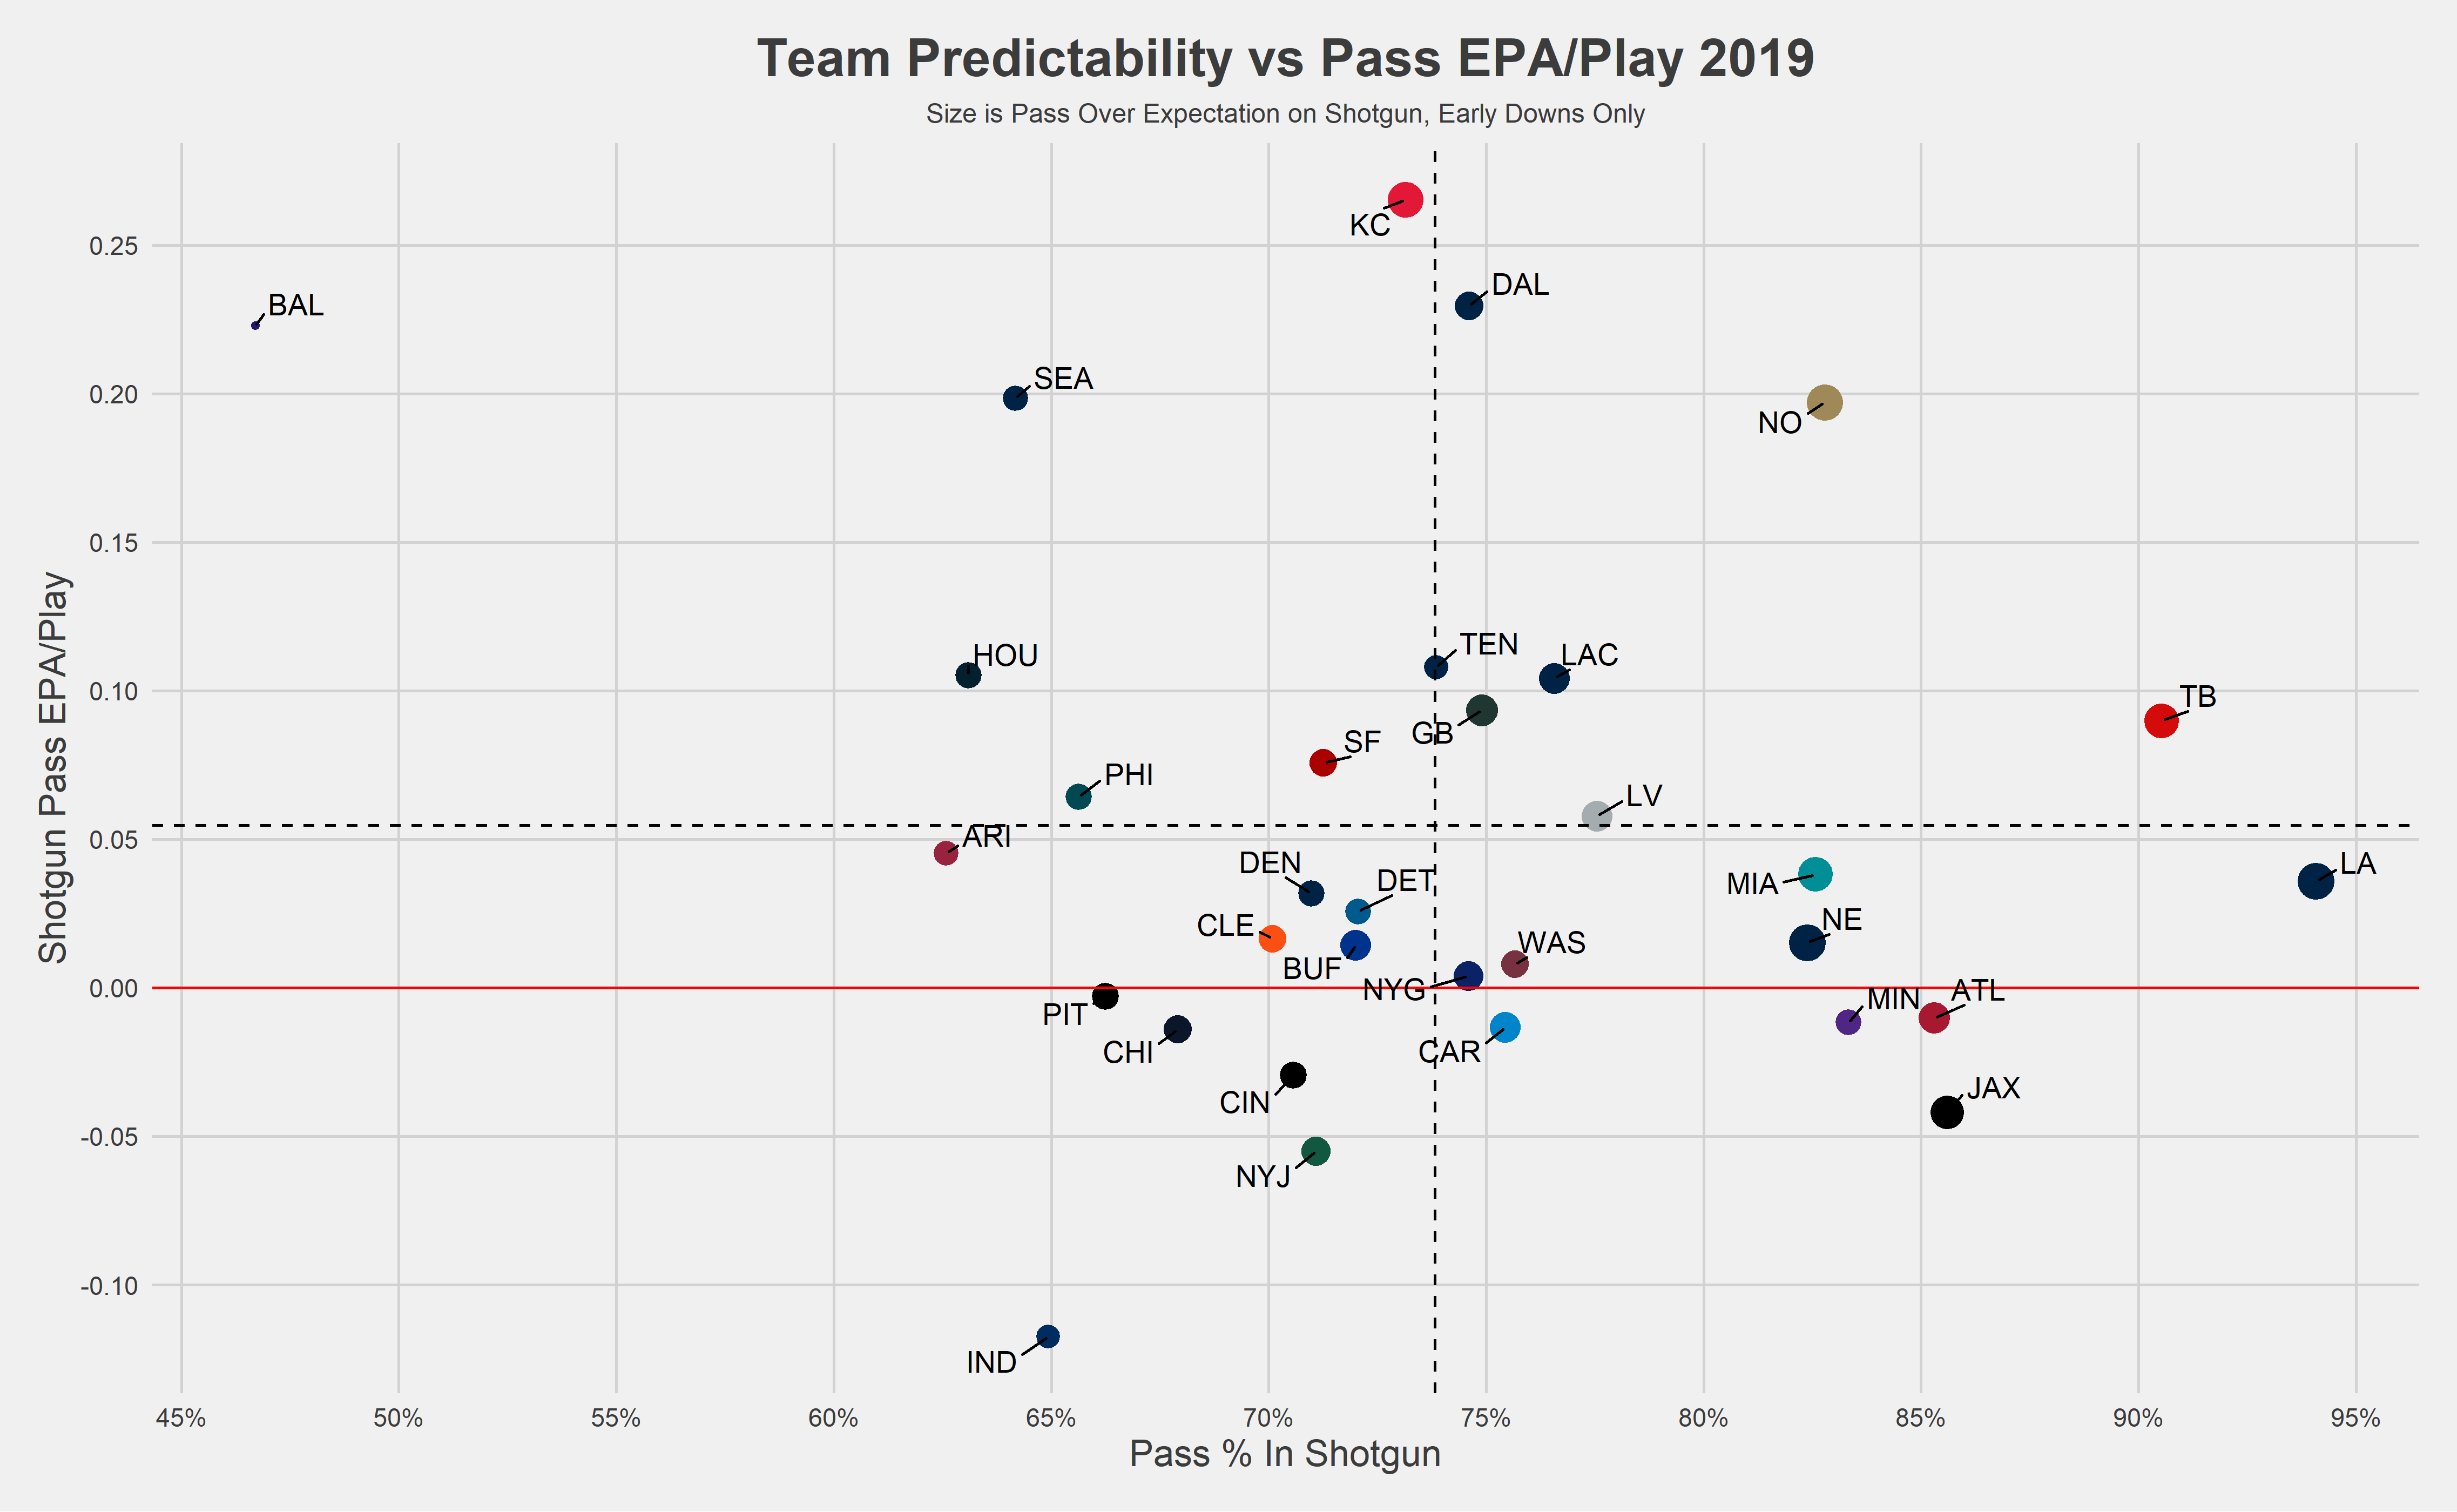 Team Predictability vs Pass EPA/Play 2019
Size is Pass Over Expectation on Shotgun, Early Downs Only
Shotgun Pass EPA/Play
0.25
0.20
0.15
0.10
0.05
0.00
-0.05
-0.10
KC
DAL
BAL
SEA
NO
HOU
TEN
LAC
TB
GB
SF
PHI
LV
ARI
DEN
DET
MIA
LA
CLE
NE
BUF
WAS
NYG
PIT
MIN
ATL
CHI
CAR
CIN
JAX
NYJ
IND
45%
50%
55%
60%
65%
70%
75%
80%
85%
90%
95%
Pass % In Shotgun